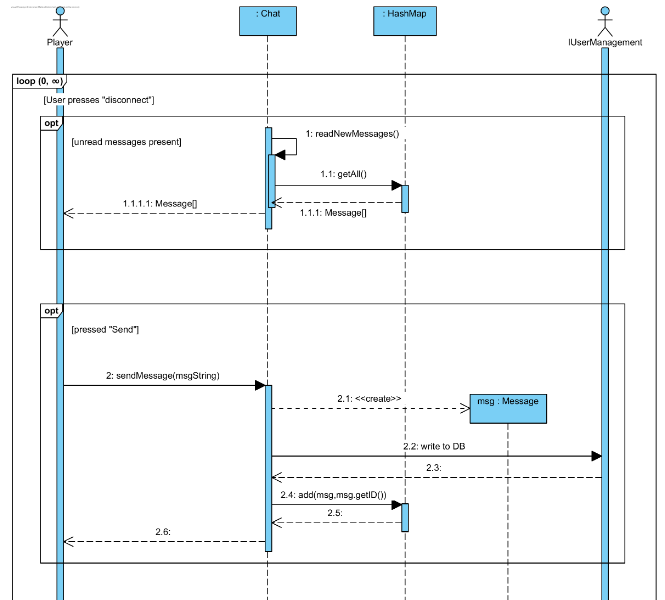 : Chat
: HashMap
Player
IUserManagement
loop (0, ∞)
[User presses "disconnect"]
opt
[unread messages present]
1: readNewMessages()
1.1: getAll()
1.1.1.1: Message[]
1.1.1: Message[]
opt
[pressed "Send"]
2: sendMessage(msgString)
2.1: <<create>>
msg : Message
2.2: write to DB
2.3:
2.4: add(msg,msg.getID())
2.5:
2.6: